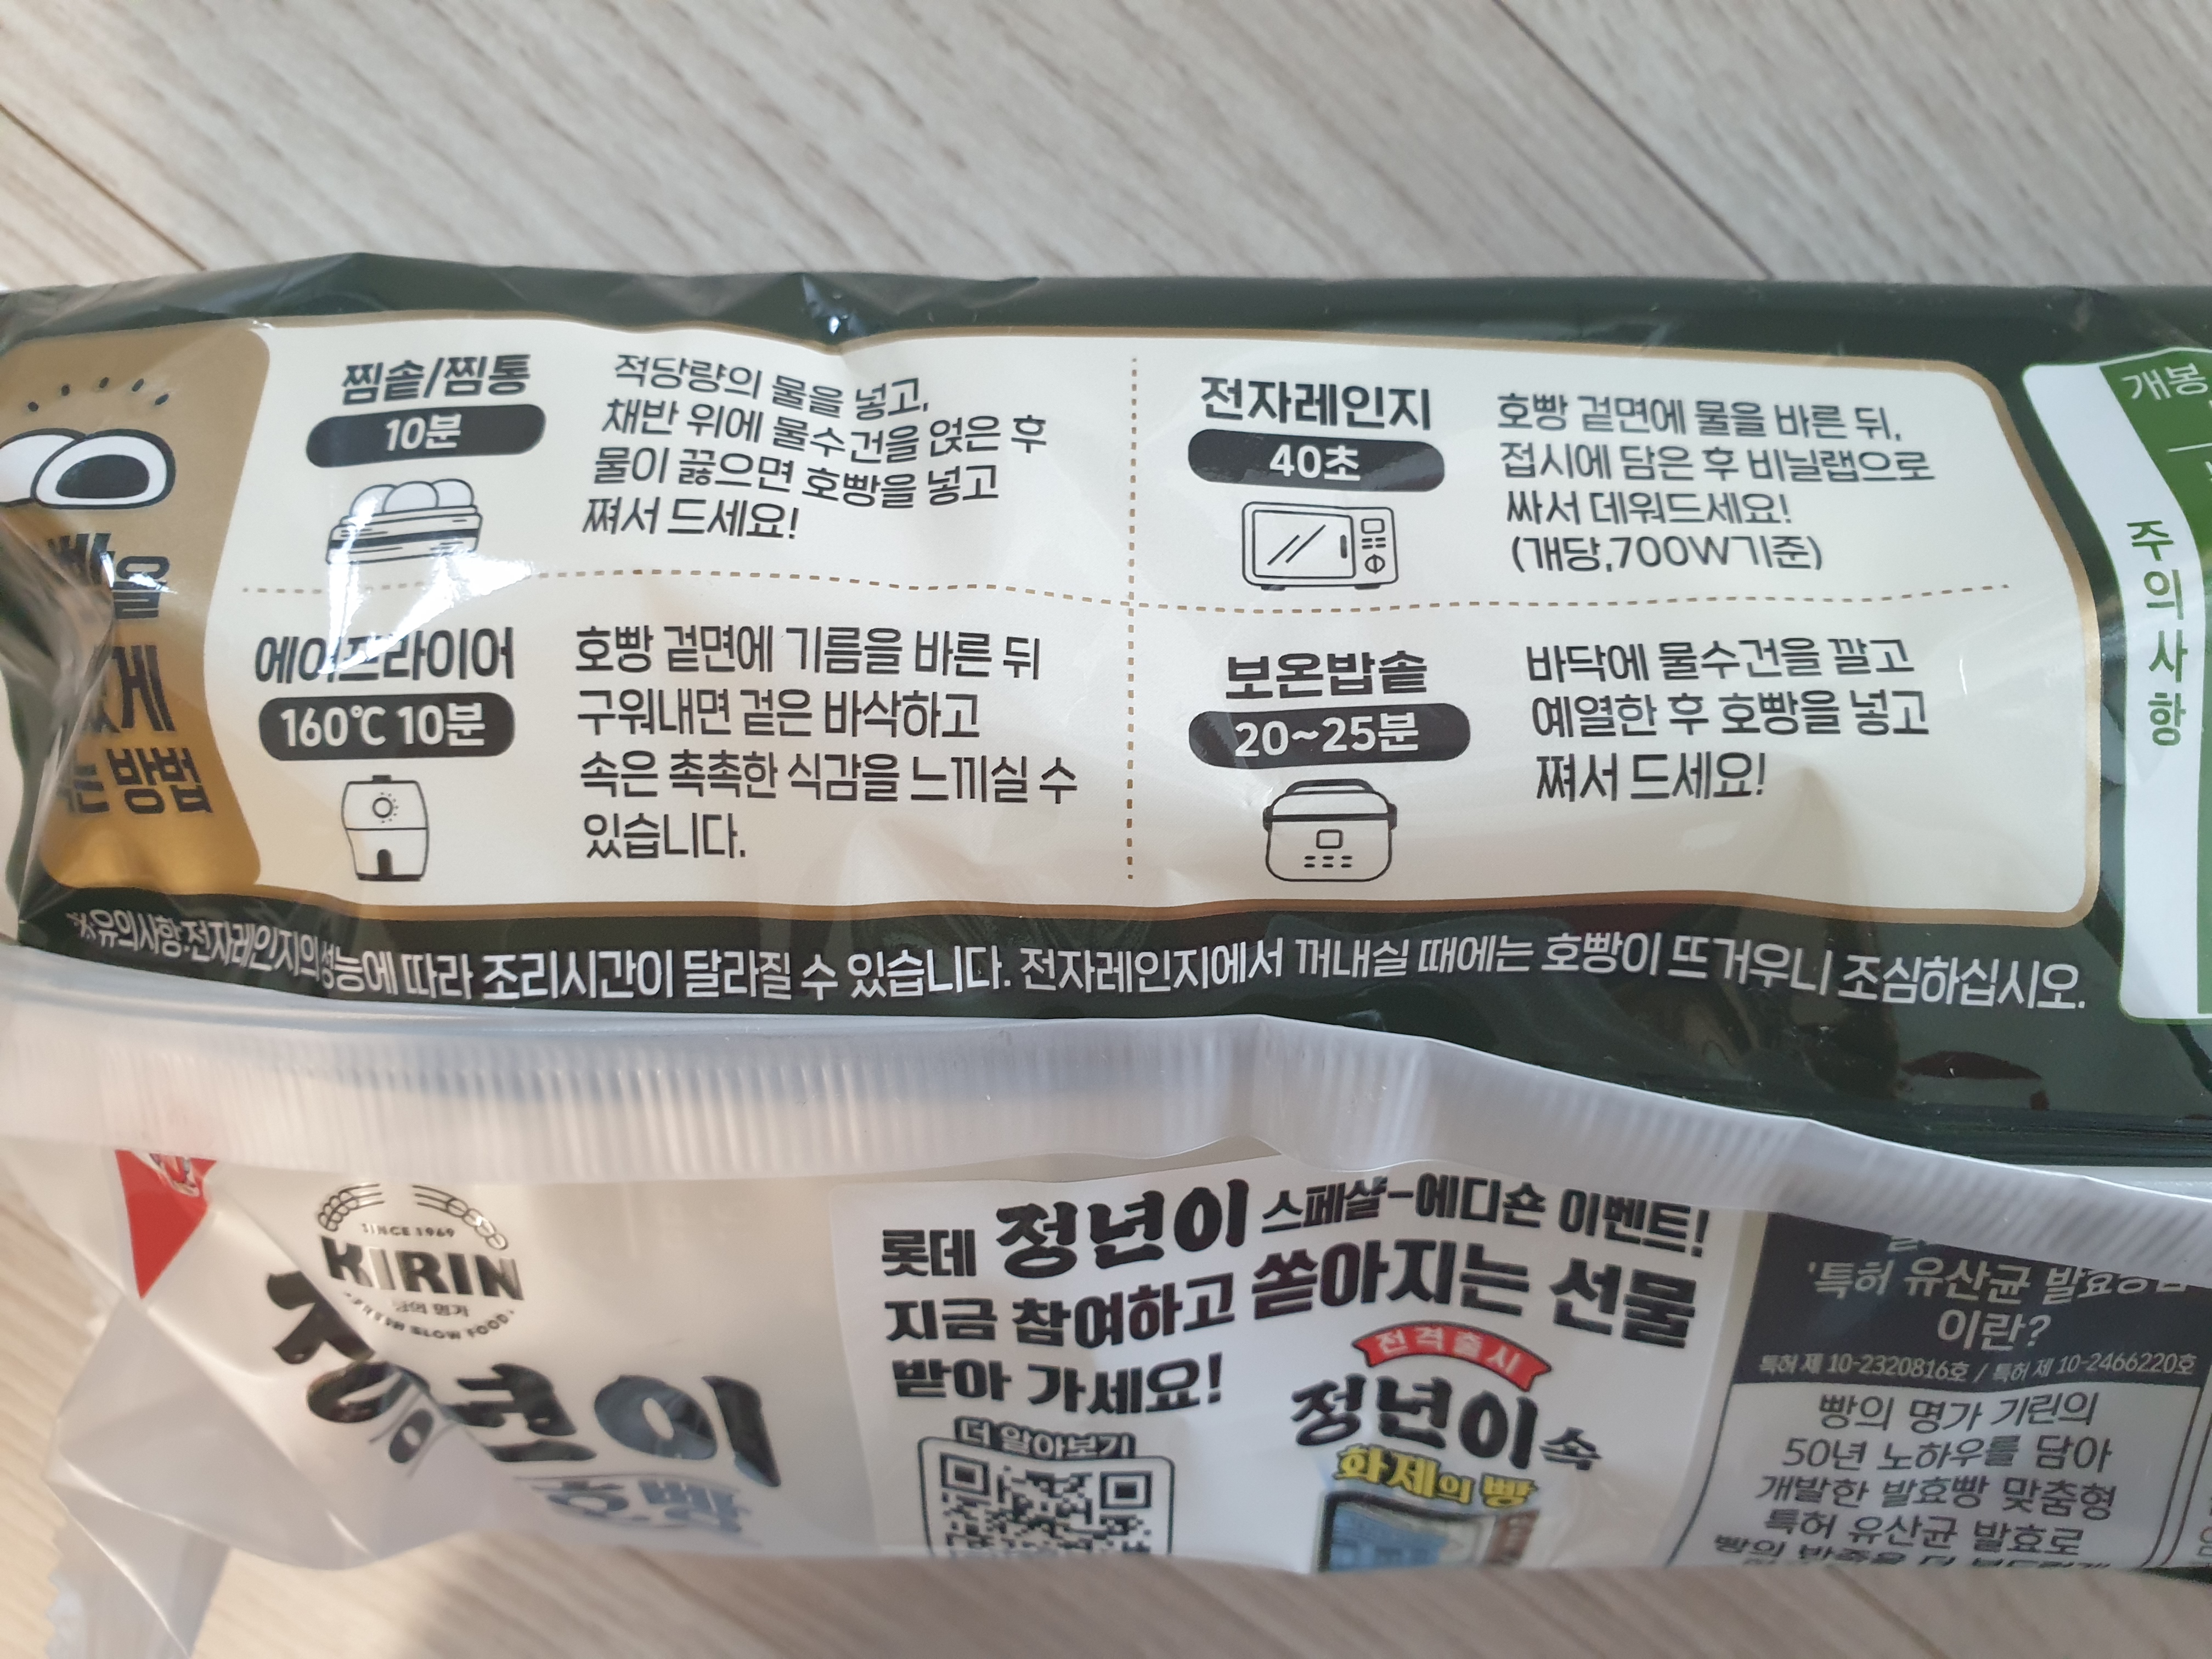 찜솥/찜통
10분
적당량의 물을 넣고,
채반 위에 물수건을 얹은 후
물이 끓으면 호빵을 넣고
쪄서 드세요!
전자레인지
40초
호빵 겉면에 물을 바른 뒤,
접시에 담은 후 비닐랩으로
싸서 데워드세요!
(개당,700W기준)
에어프라이어
160℃ 10분
호빵 겉면에 기름을 바른 뒤
구워내면 겉은 바삭하고
속은 촉촉한 식감을 느끼실 수
있습니다.
보온밥솥
20~25분
바닥에 물수건을 깔고
예열한 후 호빵을 넣고
쪄서 드세요!
방법
개봉
주의사항
※유의사항:전자레인지의 성능에 따라 조리시간이 달라질 수 있습니다. 전자레인지에서 꺼내실 때에는 호빵이 뜨거우니 조심하십시오.
SINCE 1969
KIRIN
빵의 명가
FRESH SLOW FOOD
정년이
호빵
롯데 정년이 스페샬-에디숀 이벤트!
지금 참여하고 쏟아지는 선물
받아 가세요!
더 알아보기
전격출시
정년이 속
화제의 빵
'특허 유산균
이란?
특허 제 10-2320816호 / 특허 제 10-2466220호
빵의 명가 기린의
50년 노하우를 담아
개발한 발효빵 맞춤형
특허 유산균 발효로